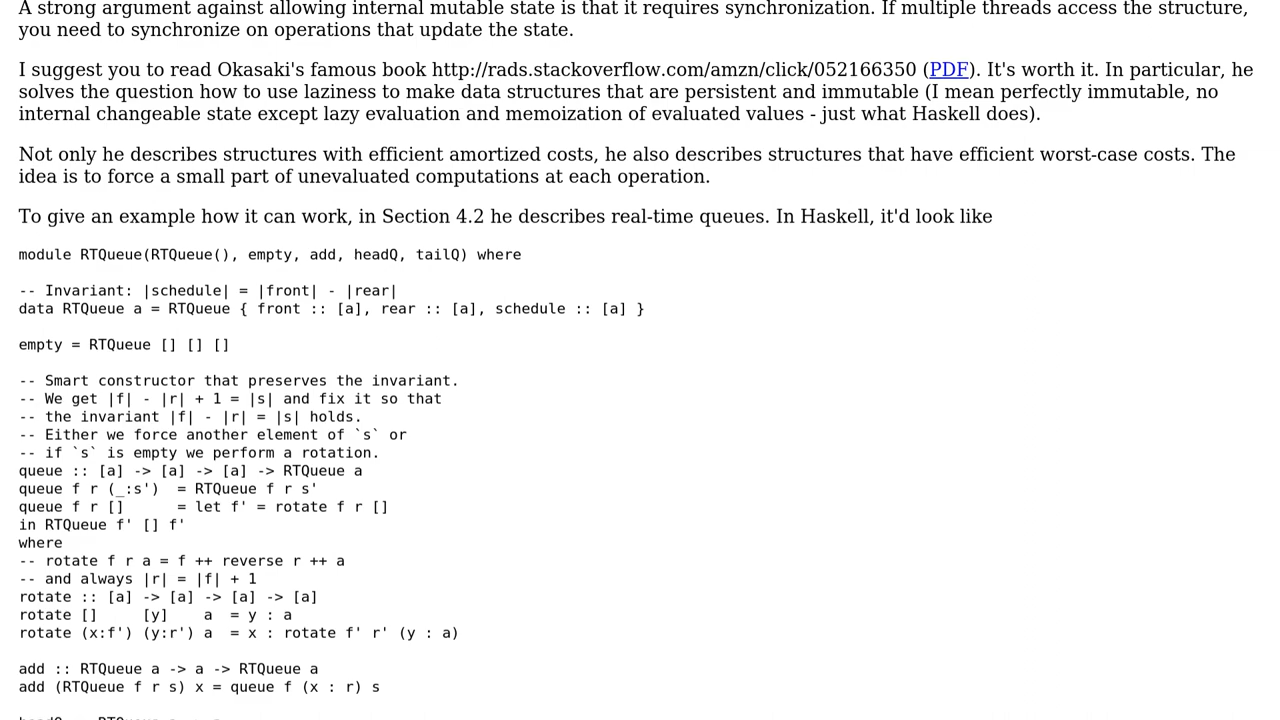 A strong argument against allowing internal mutable state is that it requires synchronization. If multiple threads access the structure,
you need to synchronize on operations that update the state.
I suggest you to read Okasaki's famous book http://rads.stackoverflow.com/amzn/click/052166350 (PDF). It's worth it. In particular, he
solves the question how to use laziness to make data structures that are persistent and immutable (I mean perfectly immutable, no
internal changeable state except lazy evaluation and memoization of evaluated values - just what Haskell does).
Not only he describes structures with efficient amortized costs, he also describes structures that have efficient worst-case costs. The
idea is to force a small part of unevaluated computations at each operation.
To give an example how it can work, in Section 4.2 he describes real-time queues. In Haskell, it'd look like
module RTQueue(RTQueue(), empty, add, headQ, tailQ) where
-- Invariant: |schedule| = |front| - |rear|
data RTQueue a = RTQueue { front :: [a], rear :: [a], schedule :: [a] }
empty = RTQueue [] [] []
-- Smart constructor that preserves the invariant.
-- We get |f| - |r| + 1 = |s| and fix it so that
-- the invariant |f| - |r| = |s| holds.
-- Either we force another element of `s` or
-- if `s` is empty we perform a rotation.
queue :: [a] -> [a] -> [a] -> RTQueue a
queue f r (_:s')  = RTQueue f r s'
queue f r []      = let f' = rotate f r []
in RTQueue f' [] f'
where
-- rotate f r a = f ++ reverse r ++ a
-- and always |r| = |f| + 1
rotate :: [a] -> [a] -> [a] -> [a]
rotate []     [y]    a  = y : a
rotate (x:f') (y:r') a  = x : rotate f' r' (y : a)
add :: RTQueue a -> a -> RTQueue a
add (RTQueue f r s) x = queue f (x : r) s